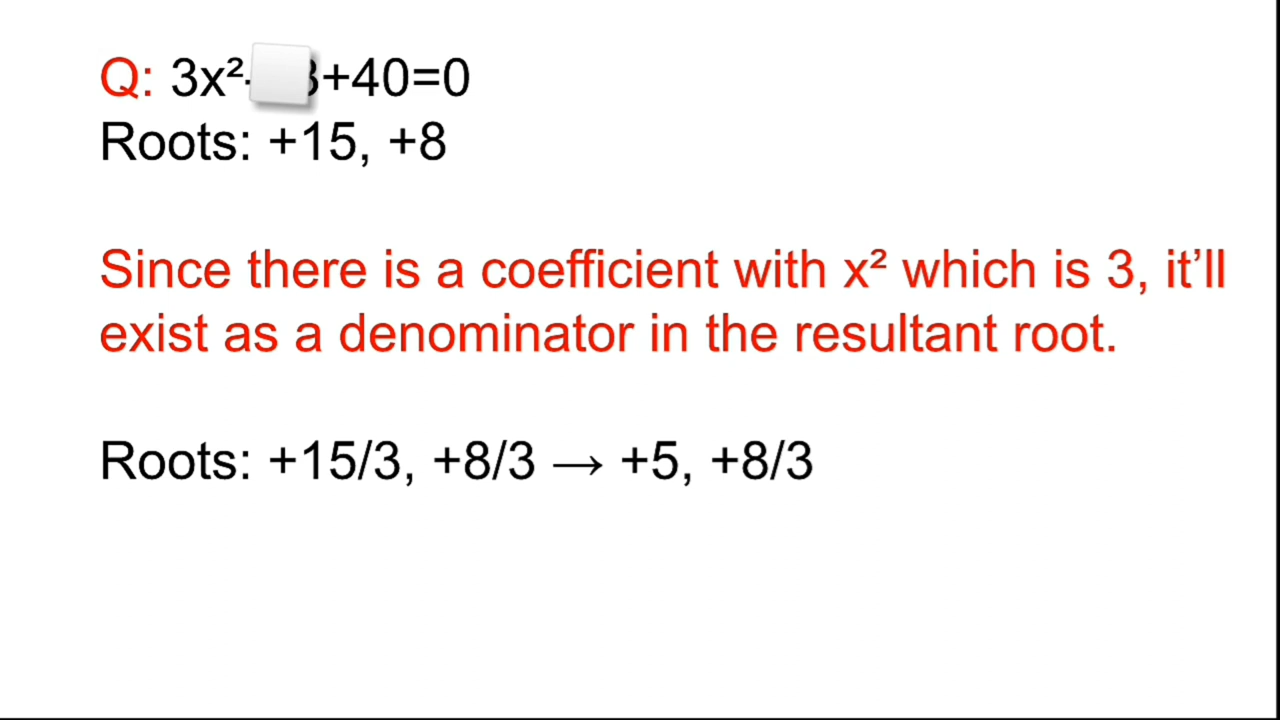 Q: 3x² +40=0
Roots: +15, +8
Since there is a coefficient with x² which is 3, it’ll
exist as a denominator in the resultant root.
Roots: +15/3, +8/3 → +5, +8/3